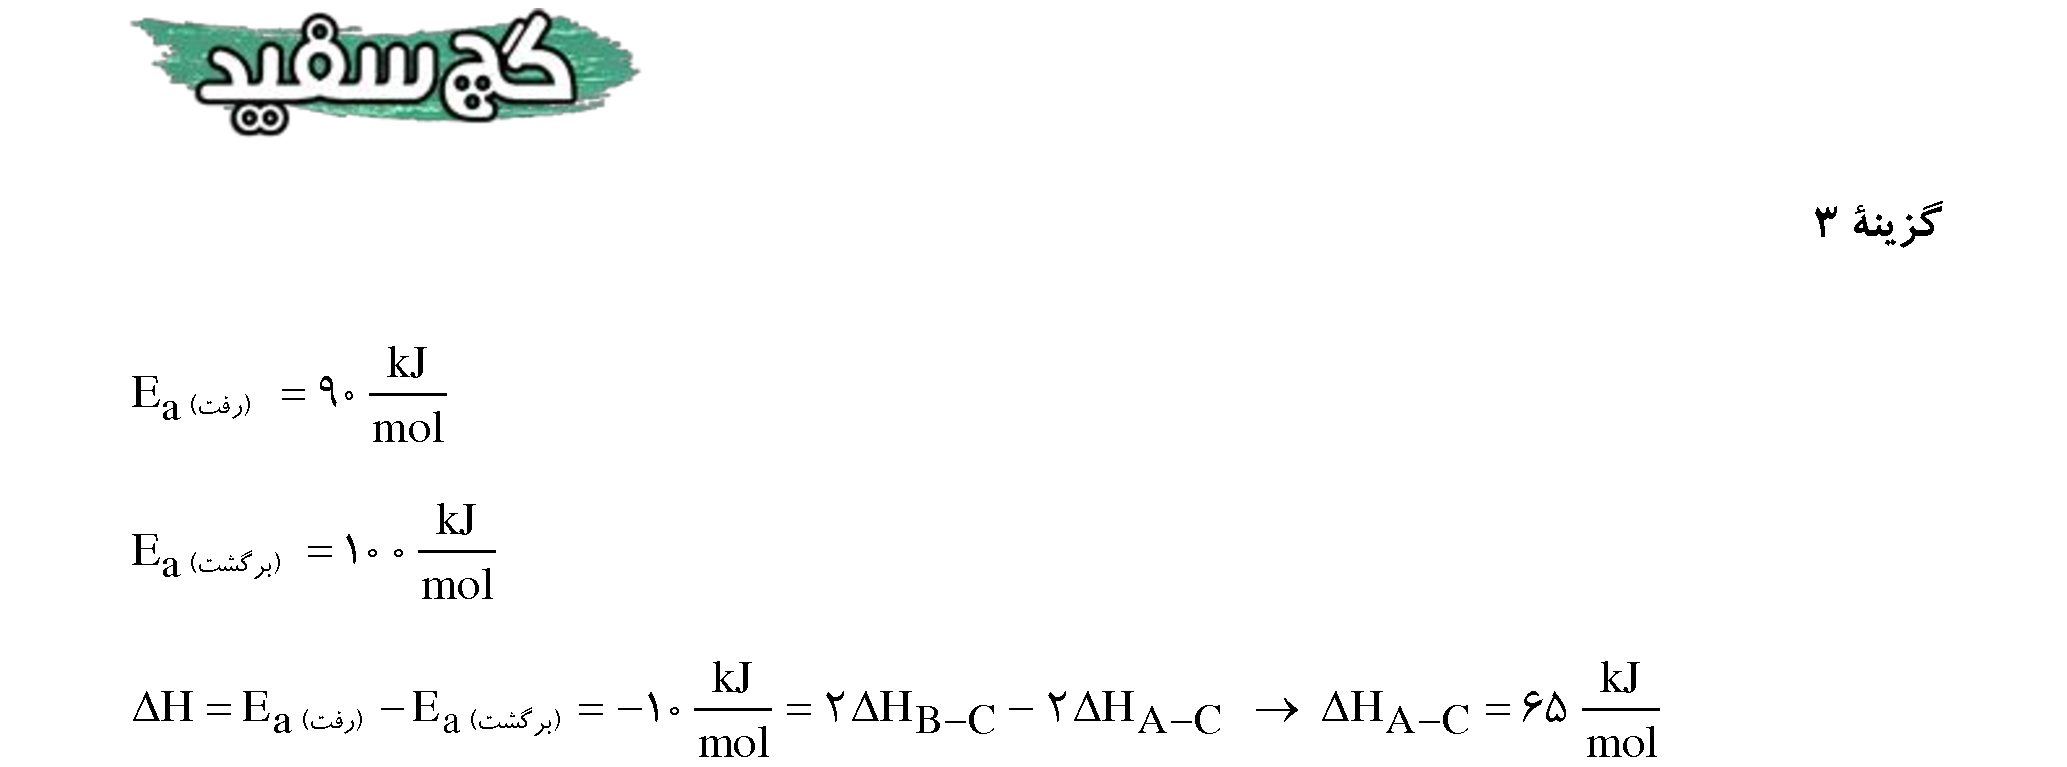 گچ سفید
گزینهٔ ۳
Ea (رفت) = ۹۰ kJ/mol
Ea (برگشت) = ۱۰۰ kJ/mol
ΔH = Ea (رفت) − Ea (برگشت) = −۱۰ kJ/mol = ۲ΔHB−C − ۲ΔHA−C → ΔHA−C = ۶۵ kJ/mol